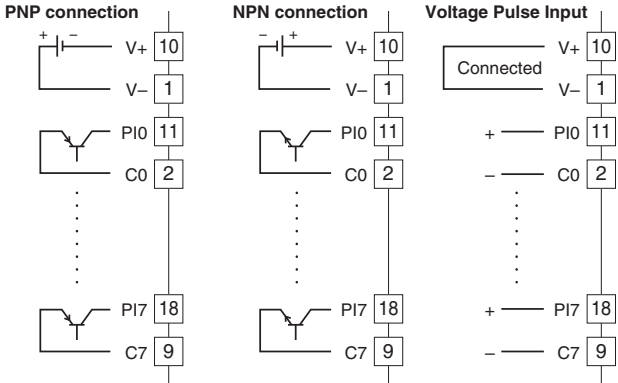 PNP connection
+ –
V+ 10
V– 1
PI0 11
C0 2
PI7 18
C7 9
NPN connection
– +
V+ 10
V– 1
PI0 11
C0 2
PI7 18
C7 9
Voltage Pulse Input
V+ 10
Connected
V– 1
+ PI0 11
– C0 2
+ PI7 18
– C7 9